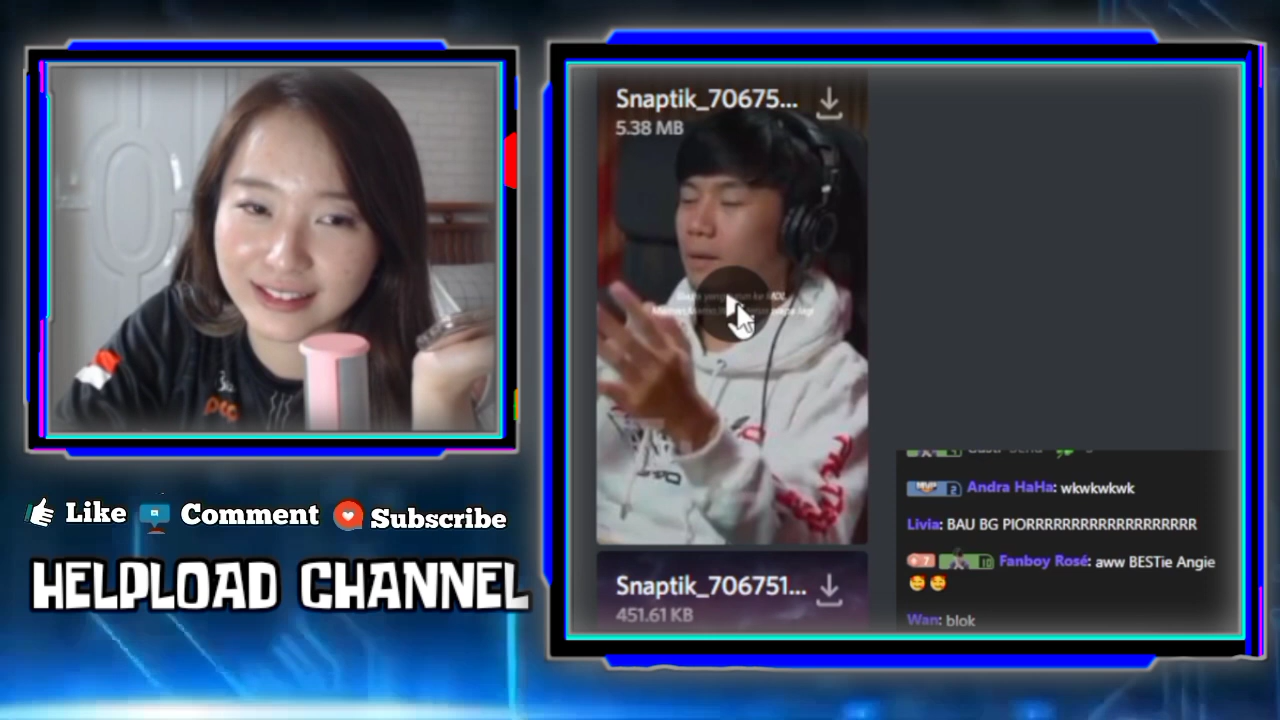 Snaptik_70675...
5.38 MB
Andra HaHa: wkwkwkwk
Livia: BAU BG PIORRRRRRRRRRRRRRRRRRR
Fanboy Rosé: aww BESTie Angie
Wan: blok
Snaptik_706751...
451.61 KB
Like Comment Subscribe
HELPLOAD CHANNEL